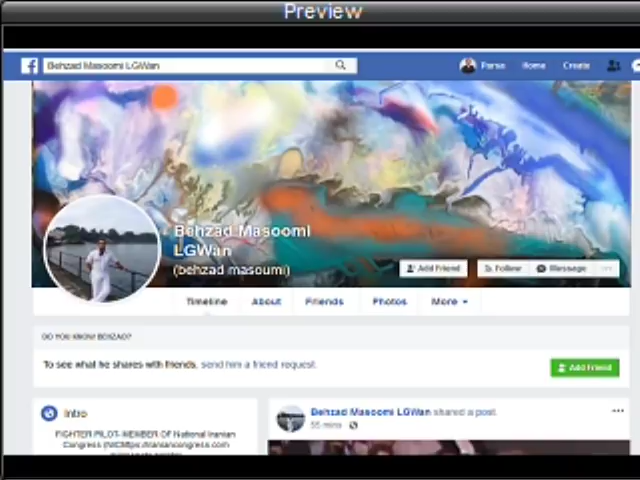 Preview
Behzad Masoomi LGWan
Parsa Home Create
Behzad Masoomi
LGWan
(behzad masoumi)
Add Friend Follow Message
Timeline About Friends Photos More
DO YOU KNOW BEHZAD?
To see what he shares with friends, send him a friend request.
Add Friend
Intro
FIGHTER PILOT- MEMBER OF National Iranian
Congress
Behzad Masoomi LGWan shared a post.
55 mins